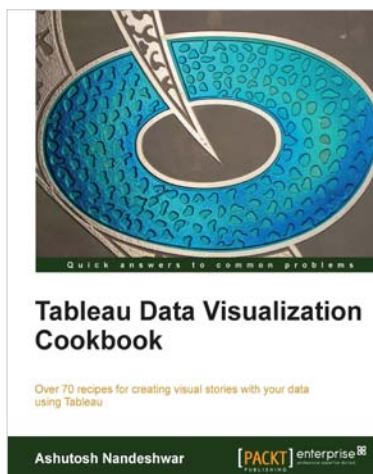 Quick answers to common problems
Tableau Data Visualization
Cookbook
Over 70 recipes for creating visual stories with your data
using Tableau
Ashutosh Nandeshwar
[PACKT] enterprise
PUBLISHING